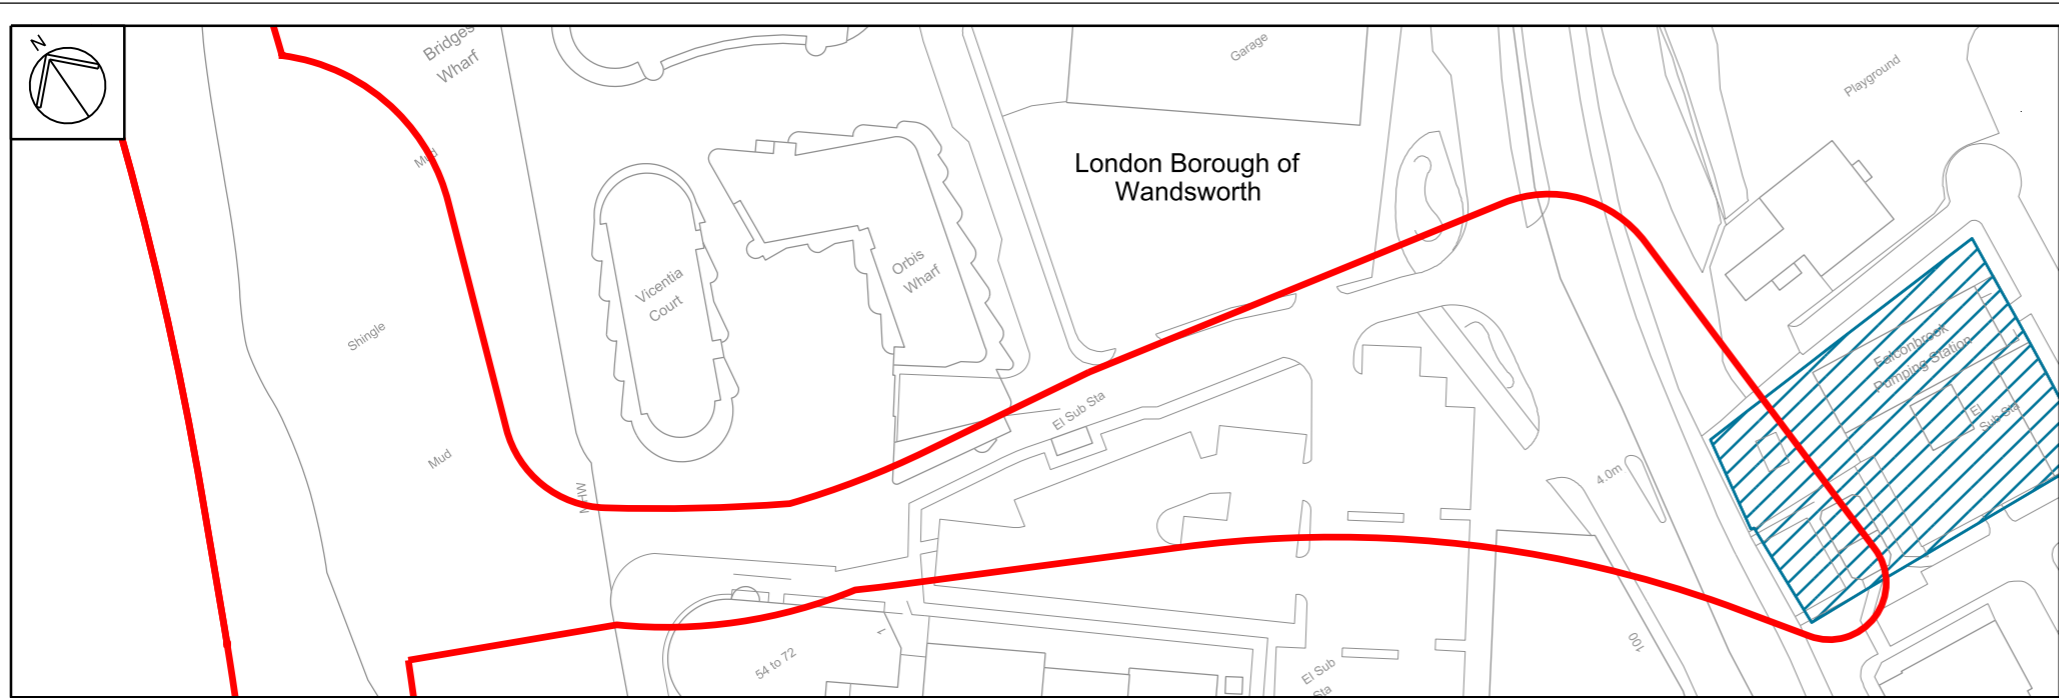 N
Bridges
Wharf
Garage
Playground
Mud
London Borough of
Wandsworth
Orbis
Wharf
Vicentia
Court
Shingle
Falconbrook
Pumping Station
El
Sub Sta
El Sub Sta
Mud
4.0m
MHW
54 to 72
100
El Sub
Sta